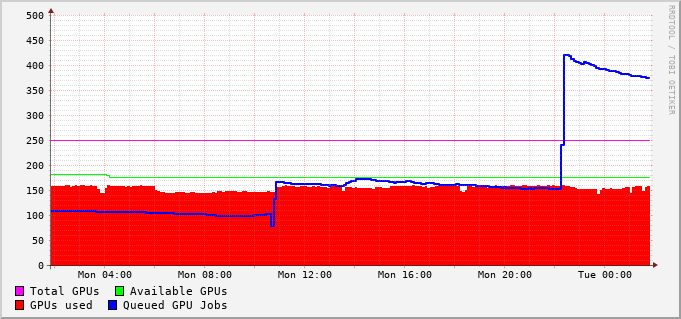 500
450
400
350
300
250
200
150
100
50
0
Mon 04:00 Mon 08:00 Mon 12:00 Mon 16:00 Mon 20:00 Tue 00:00
Total GPUs Available GPUs
GPUs used Queued GPU Jobs
RRDTOOL / TOBI OETIKER